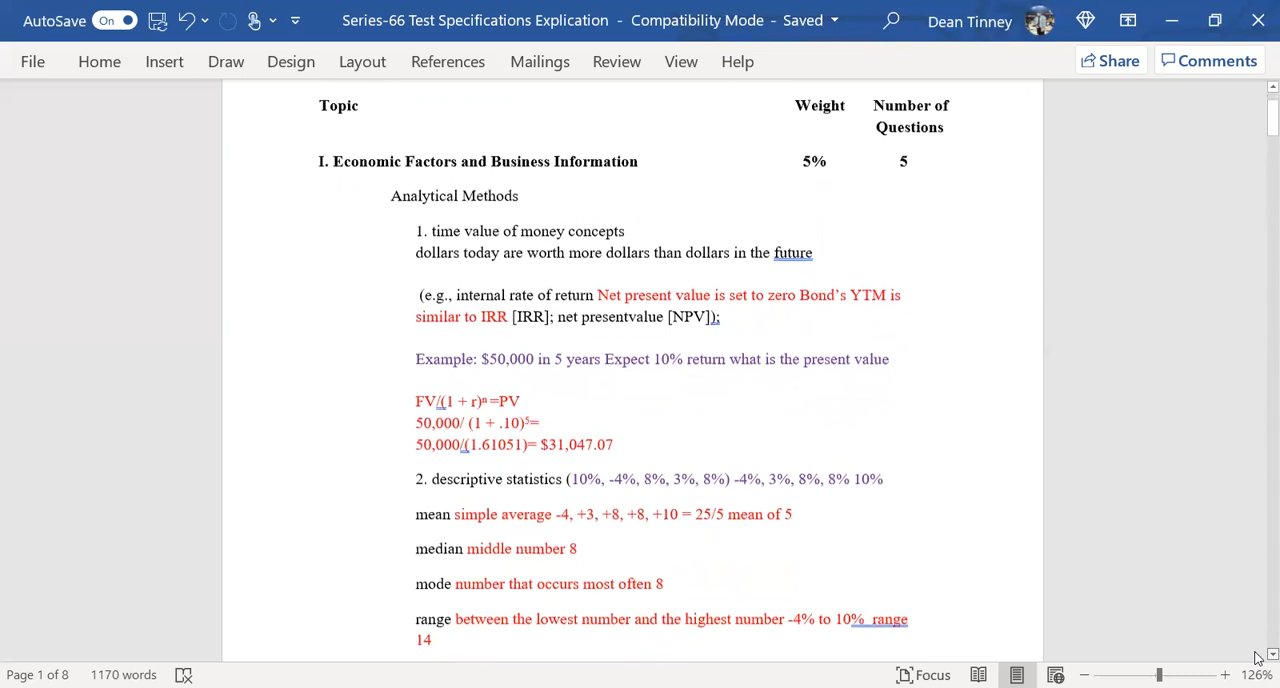 AutoSave On Series-66 Test Specifications Explication - Compatibility Mode - Saved Dean Tinney
File Home Insert Draw Design Layout References Mailings Review View Help Share Comments
Topic Weight Number of
Questions
I. Economic Factors and Business Information 5% 5
Analytical Methods
1. time value of money concepts
dollars today are worth more dollars than dollars in the future
(e.g., internal rate of return Net present value is set to zero Bond’s YTM is
similar to IRR [IRR]; net presentvalue [NPV]);
Example: $50,000 in 5 years Expect 10% return what is the present value
FV/(1 + r)ⁿ =PV
50,000/ (1 + .10)⁵=
50,000/(1.61051)= $31,047.07
2. descriptive statistics (10%, -4%, 8%, 3%, 8%) -4%, 3%, 8%, 8% 10%
mean simple average -4, +3, +8, +8, +10 = 25/5 mean of 5
median middle number 8
mode number that occurs most often 8
range between the lowest number and the highest number -4% to 10% range
14
Page 1 of 8 1170 words Focus 126%